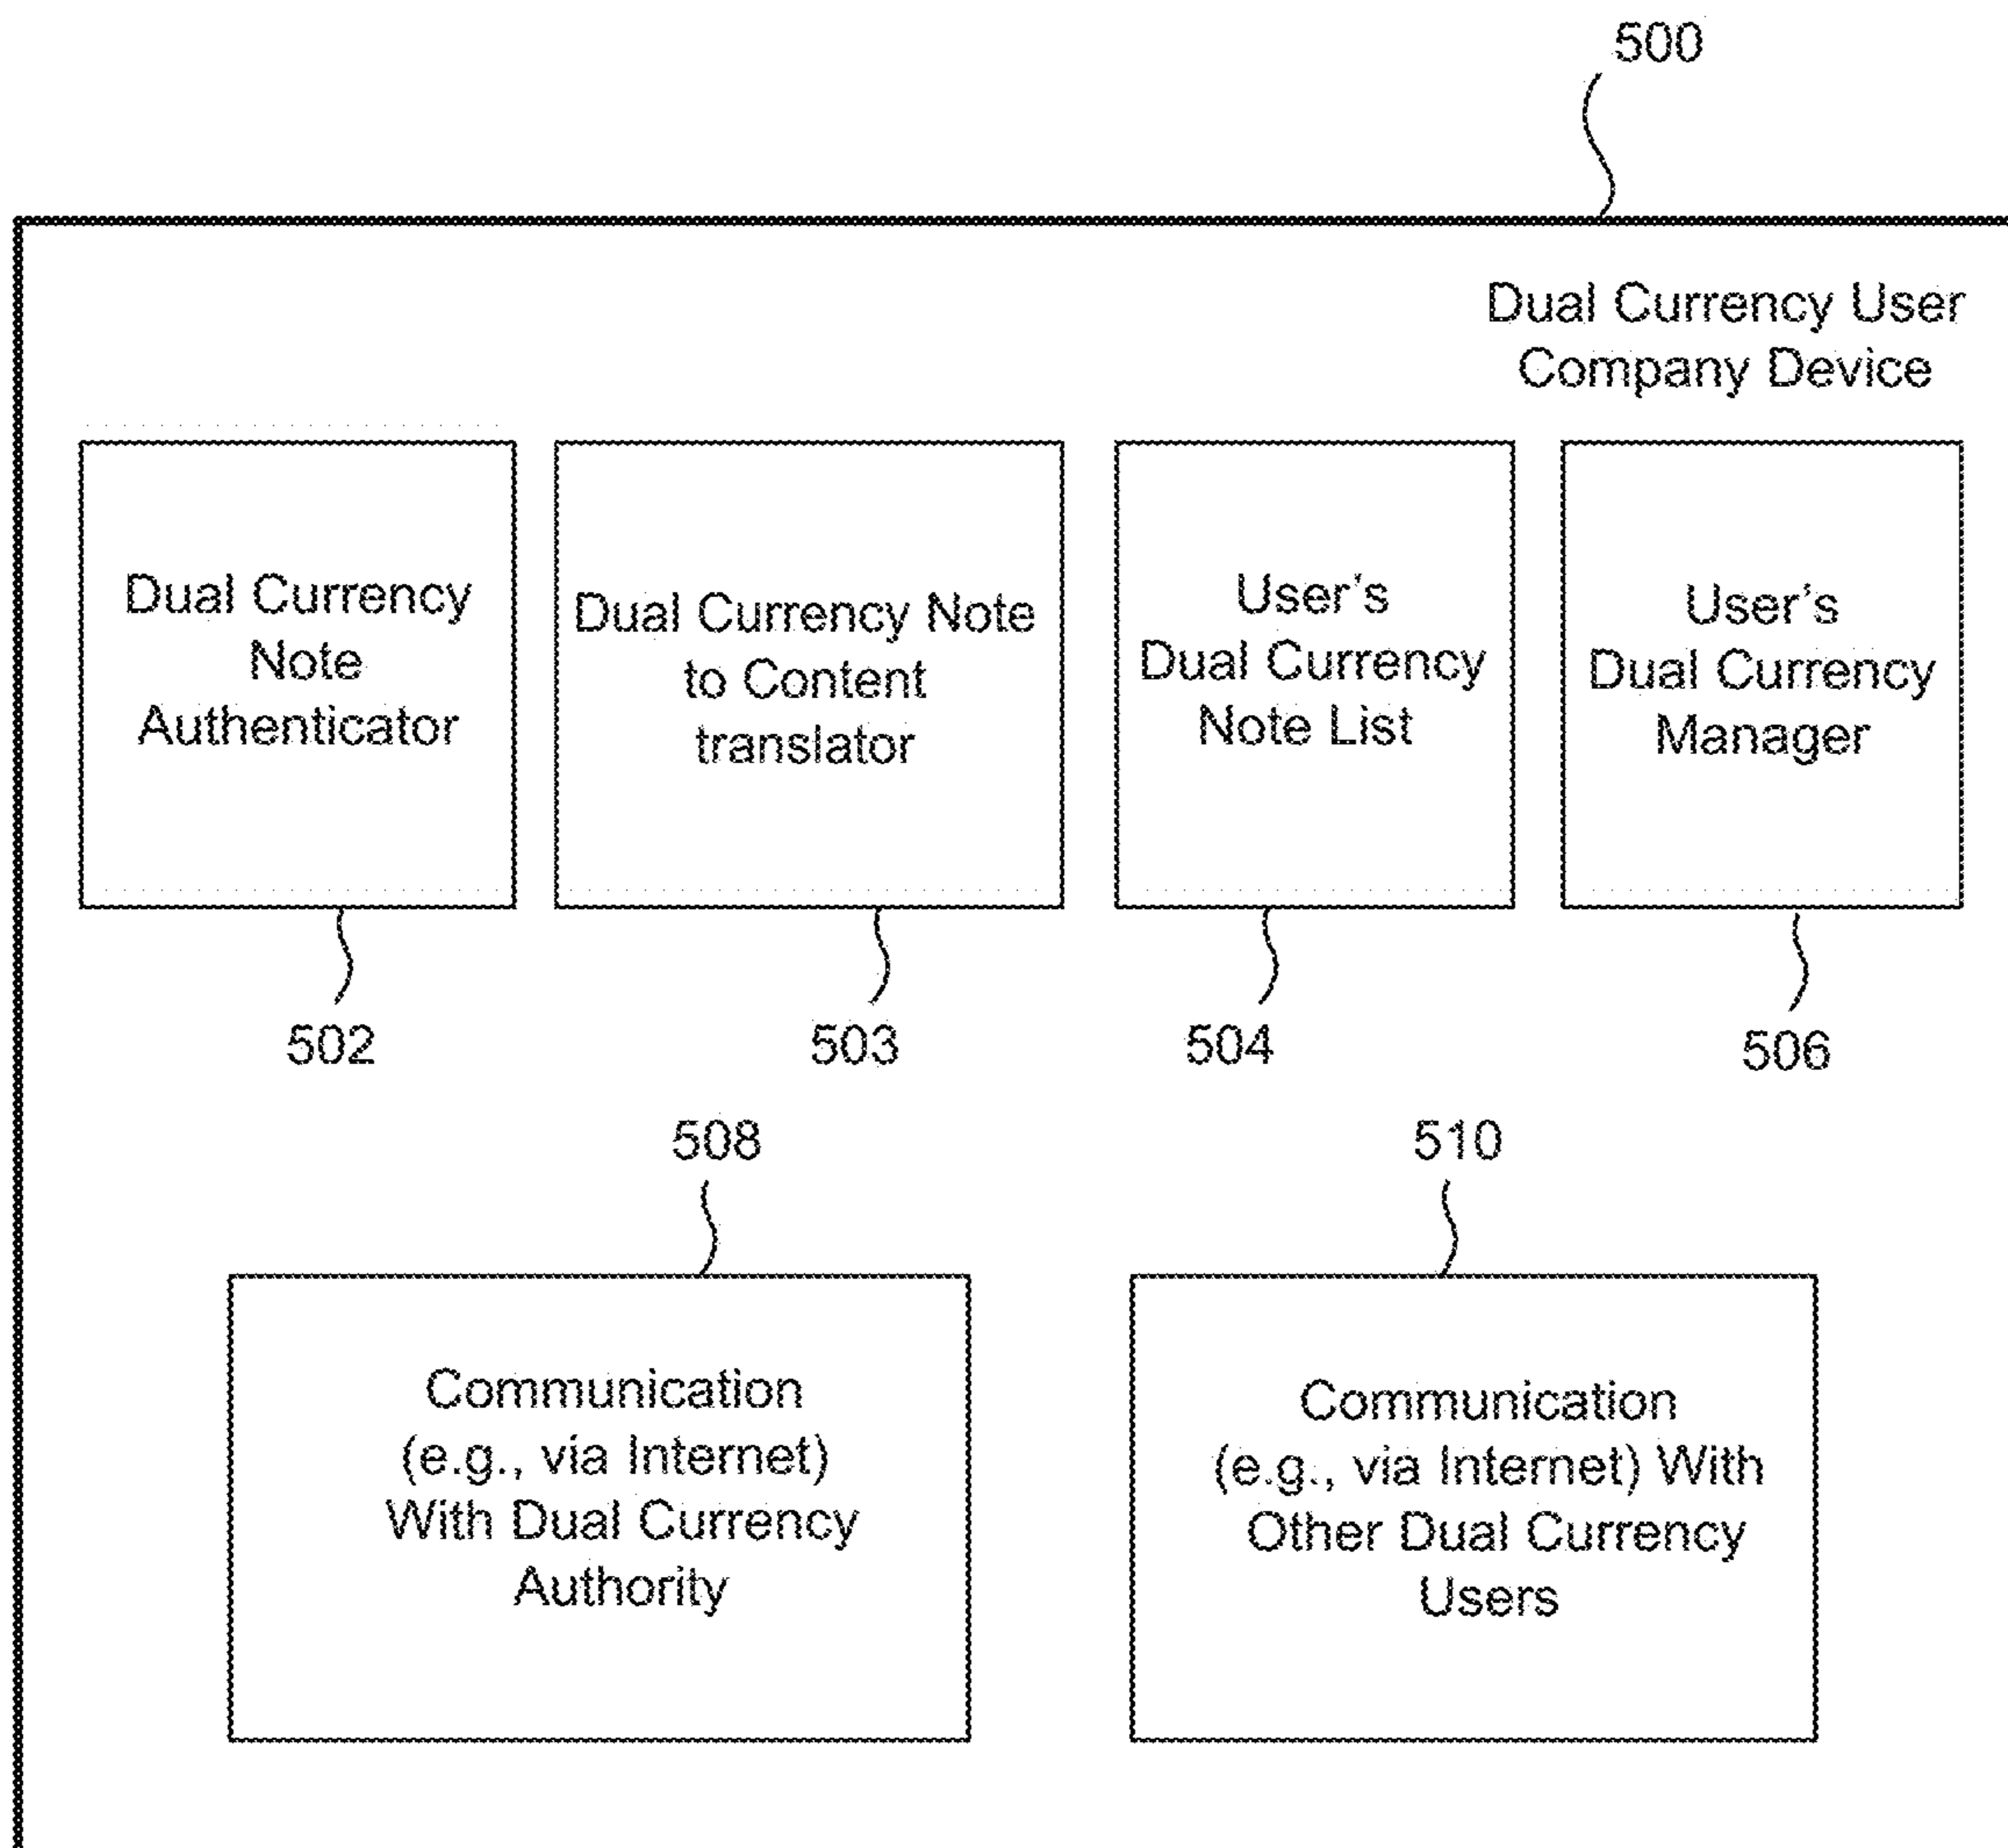 500
Dual Currency User
Company Device
Dual Currency
Note
Authenticator
Dual Currency Note
to Content
translator
User's
Dual Currency
Note List
User's
Dual Currency
Manager
502
503
504
506
508
510
Communication
(e.g., via Internet)
With Dual Currency
Authority
Communication
(e.g., via Internet) With
Other Dual Currency
Users